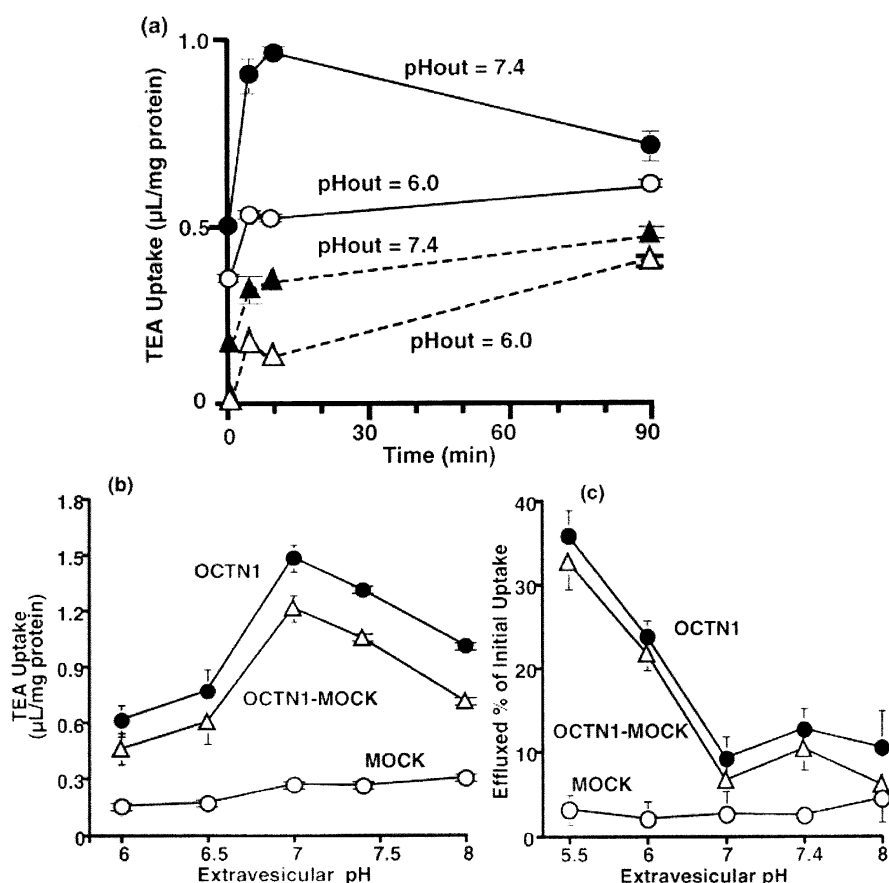 (a)
1.0
pHout = 7.4
pHout = 6.0
0.5
pHout = 7.4
pHout = 6.0
0
TEA Uptake (µL/mg protein)
0 30 60 90
Time (min)
(b)
1.8
1.5
1.2
0.9
0.6
0.3
0
TEA Uptake
(µL/mg protein)
OCTN1
OCTN1-MOCK
MOCK
6 6.5 7 7.5 8
Extravesicular pH
(c)
40
30
20
10
0
Effluxed % of Initial Uptake
OCTN1
OCTN1-MOCK
MOCK
5.5 6 7 7.4 8
Extravesicular pH